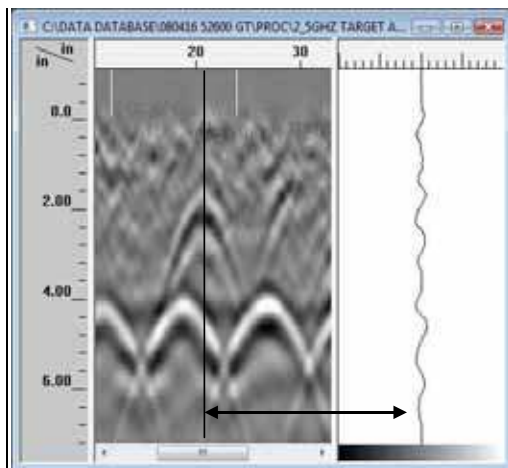 C:\DATA DATABASE\080416 52600 GT\PROC\2_5GHZ TARGET A...
in
in
20
30
0.0
2.00
4.00
6.00